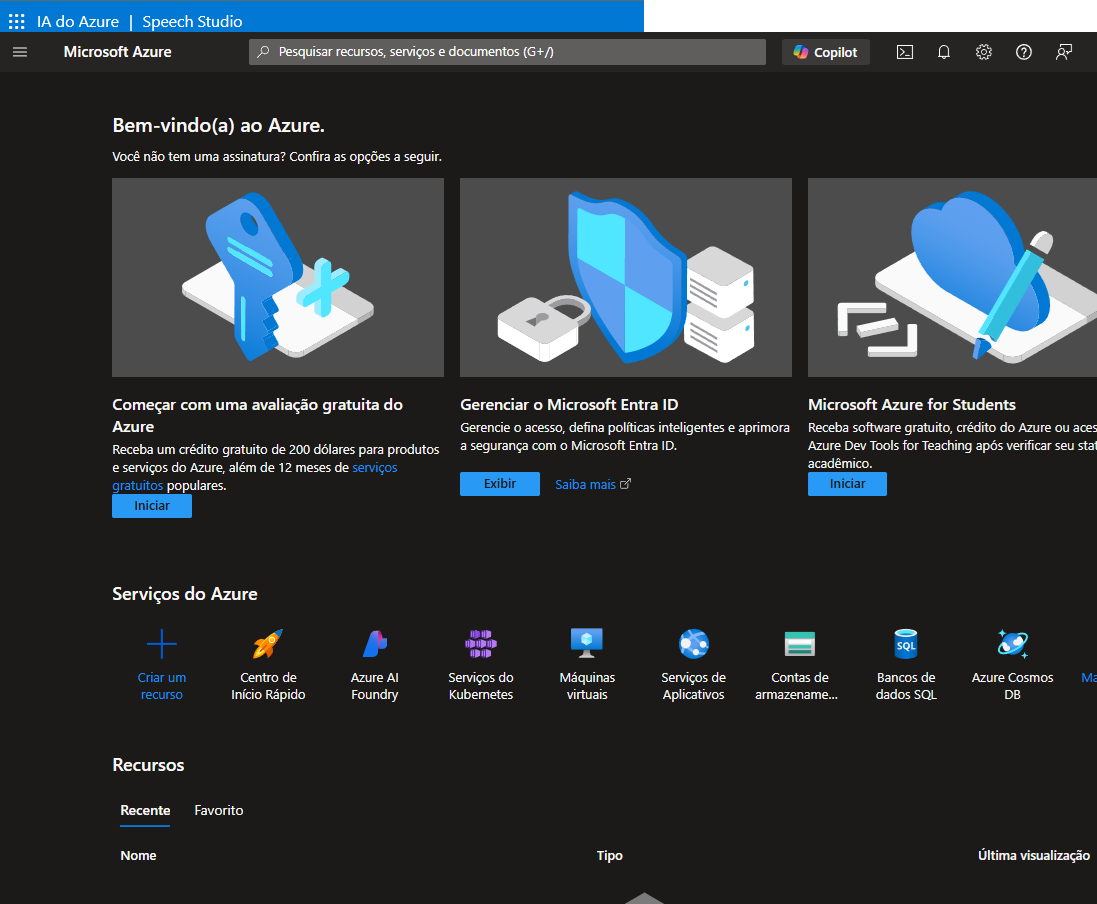 IA do Azure | Speech Studio
Microsoft Azure
Pesquisar recursos, serviços e documentos (G+/)
Copilot
Bem-vindo(a) ao Azure.
Você não tem uma assinatura? Confira as opções a seguir.
Começar com uma avaliação gratuita do
Azure
Receba um crédito gratuito de 200 dólares para produtos
e serviços do Azure, além de 12 meses de serviços
gratuitos populares.
Iniciar
Gerenciar o Microsoft Entra ID
Gerencie o acesso, defina políticas inteligentes e aprimora
a segurança com o Microsoft Entra ID.
Exibir
Saiba mais
Microsoft Azure for Students
Receba software gratuito, crédito do Azure ou
Azure Dev Tools for Teaching após verificar seu
acadêmico.
Iniciar
Serviços do Azure
Criar um
recurso
Centro de
Início Rápido
Azure AI
Foundry
Serviços do
Kubernetes
Máquinas
virtuais
Serviços de
Aplicativos
Contas de
armazename...
SQL
Bancos de
dados SQL
Azure Cosmos
DB
Recursos
Recente
Favorito
Nome
Tipo
Última visualização